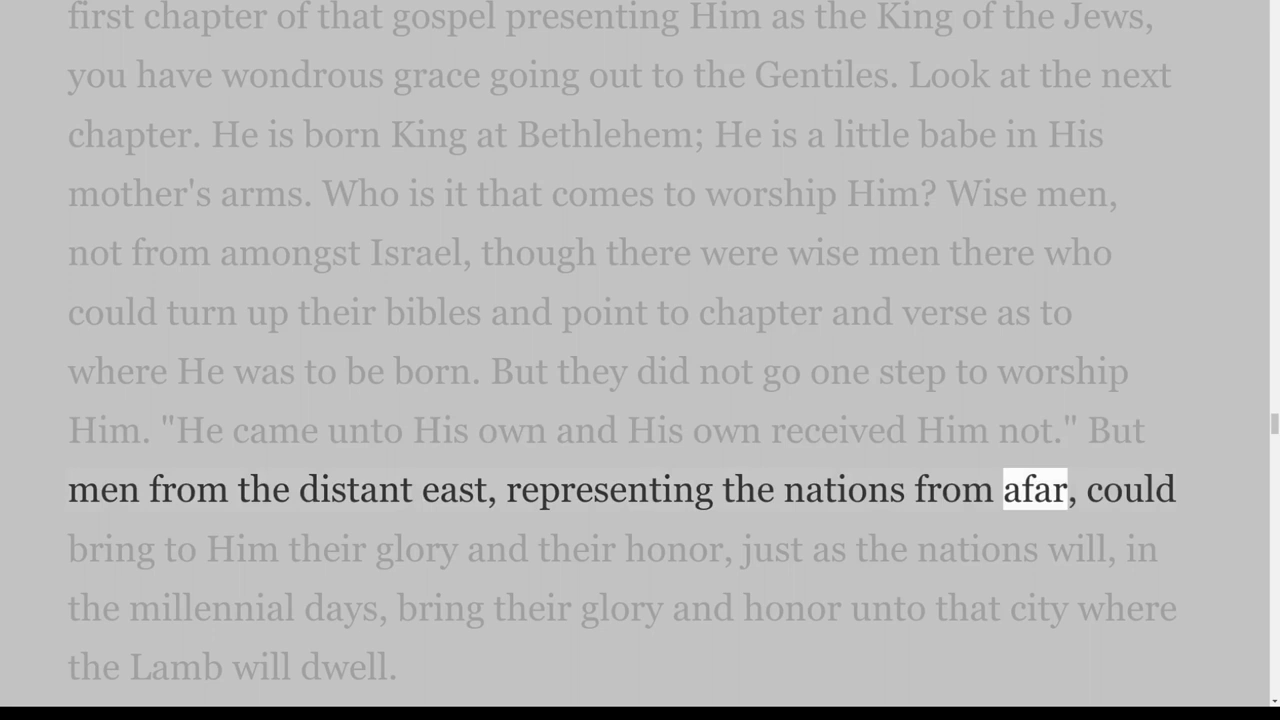 first chapter of that gospel presenting Him as the King of the Jews,
you have wondrous grace going out to the Gentiles. Look at the next
chapter. He is born King at Bethlehem; He is a little babe in His
mother's arms. Who is it that comes to worship Him? Wise men,
not from amongst Israel, though there were wise men there who
could turn up their bibles and point to chapter and verse as to
where He was to be born. But they did not go one step to worship
Him. "He came unto His own and His own received Him not." But
men from the distant east, representing the nations from afar, could
bring to Him their glory and their honor, just as the nations will, in
the millennial days, bring their glory and honor unto that city where
the Lamb will dwell.